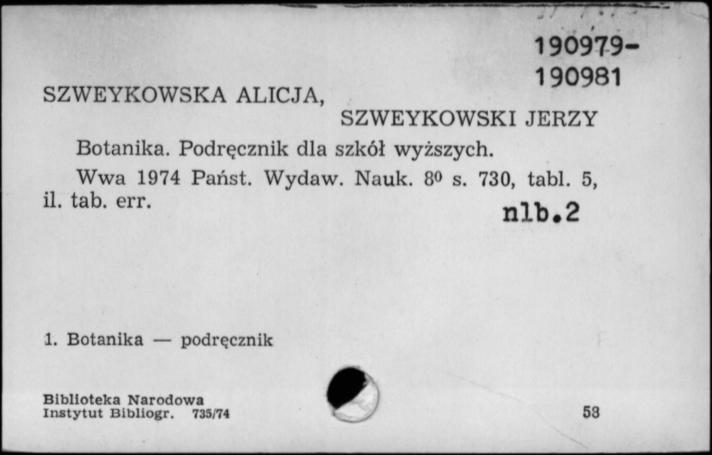 190979-
190981
SZWEYKOWSKA ALICJA,
SZWEYKOWSKI JERZY
Botanika. Podręcznik dla szkół wyższych.
Wwa 1974 Państ. Wydaw. Nauk. 8⁰ s. 730, tabl. 5,
il. tab. err.
nlb.2
1. Botanika — podręcznik
Biblioteka Narodowa
Instytut Bibliogr. 735/74
53